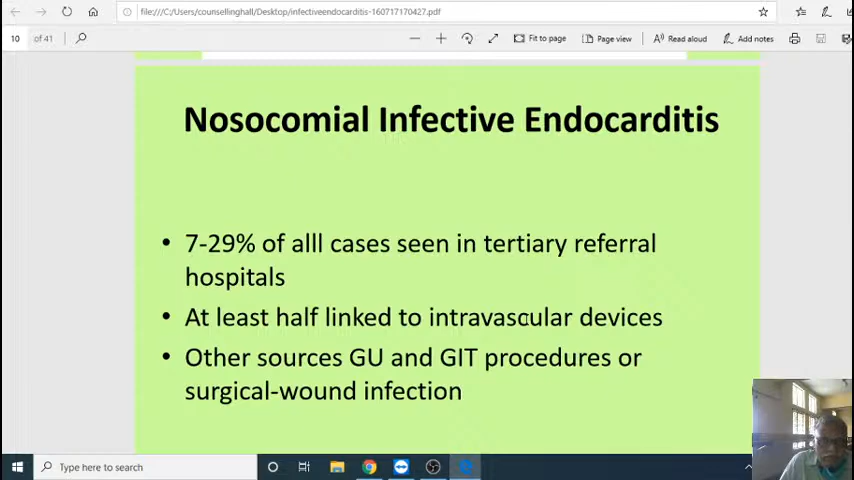 file:///C:/Users/counsellinghall/Desktop/infectiveendocarditis-160717170427.pdf
10 of 41
Fit to page
Page view
Read aloud
Add notes
Nosocomial Infective Endocarditis
• 7-29% of alll cases seen in tertiary referral
hospitals
• At least half linked to intravascular devices
• Other sources GU and GIT procedures or
surgical-wound infection
Type here to search